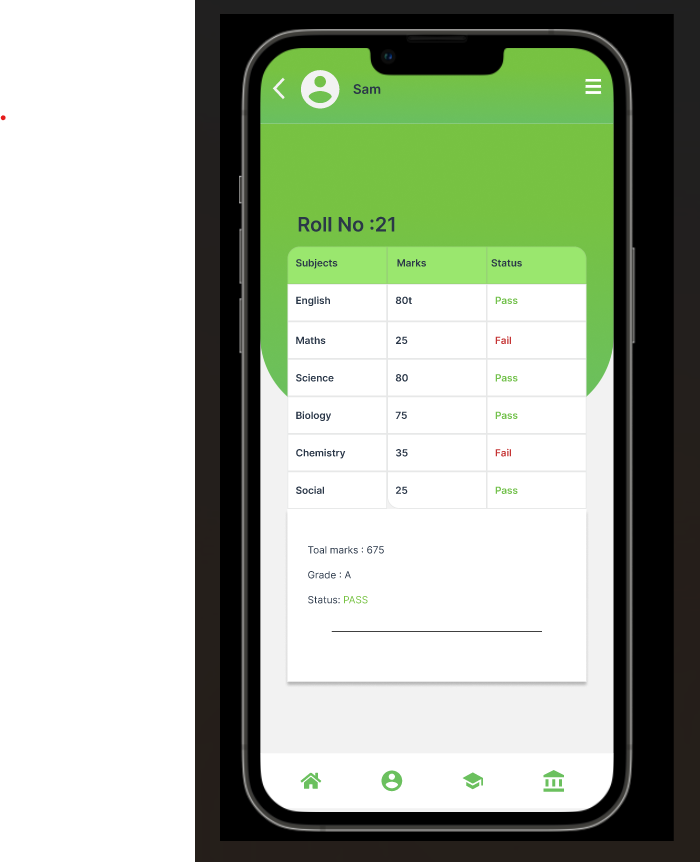 Sam
Roll No :21
Subjects Marks Status
English 80t Pass
Maths 25 Fail
Science 80 Pass
Biology 75 Pass
Chemistry 35 Fail
Social 25 Pass
Toal marks : 675
Grade : A
Status: PASS